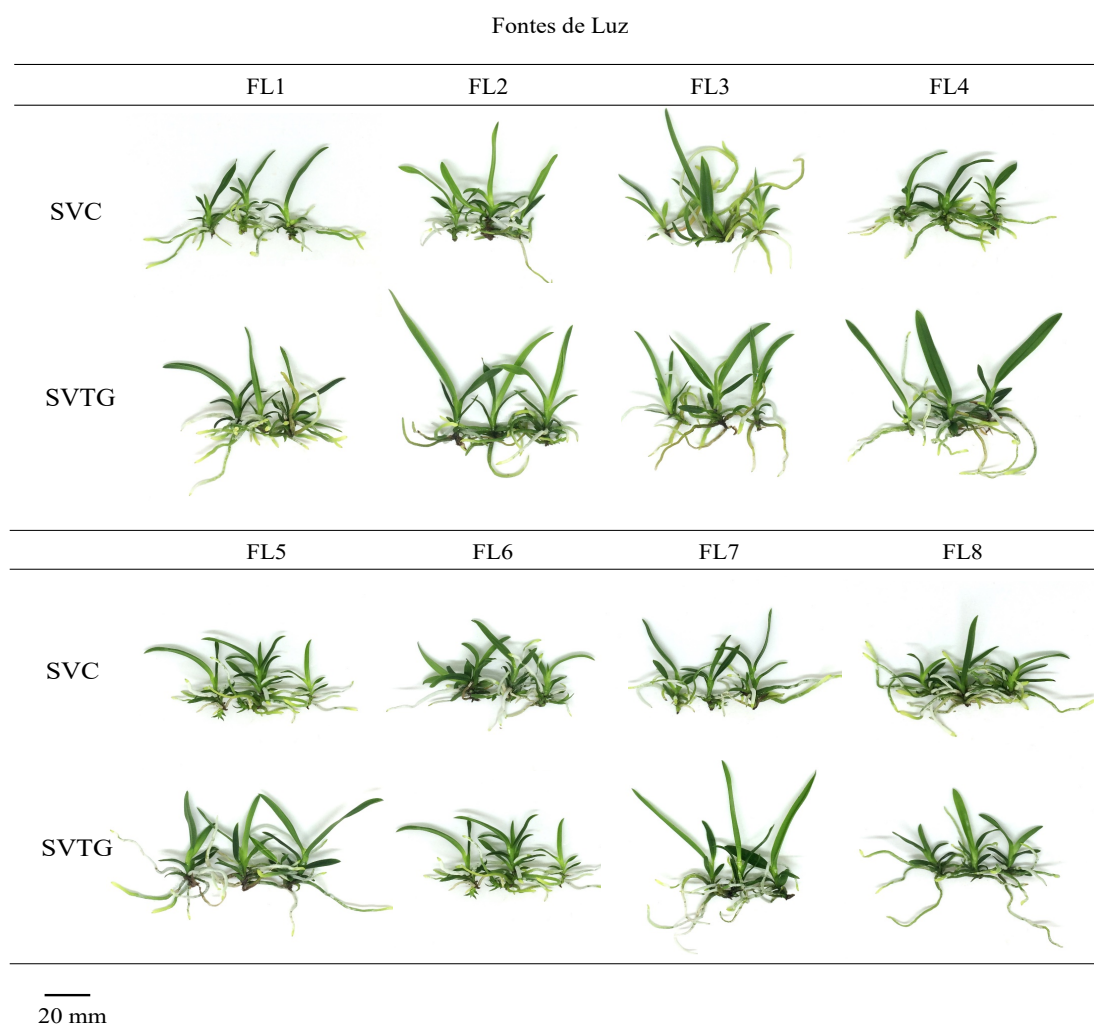 Fontes de Luz
FL1 FL2 FL3 FL4
SVC
SVTG
FL5 FL6 FL7 FL8
SVC
SVTG
20 mm